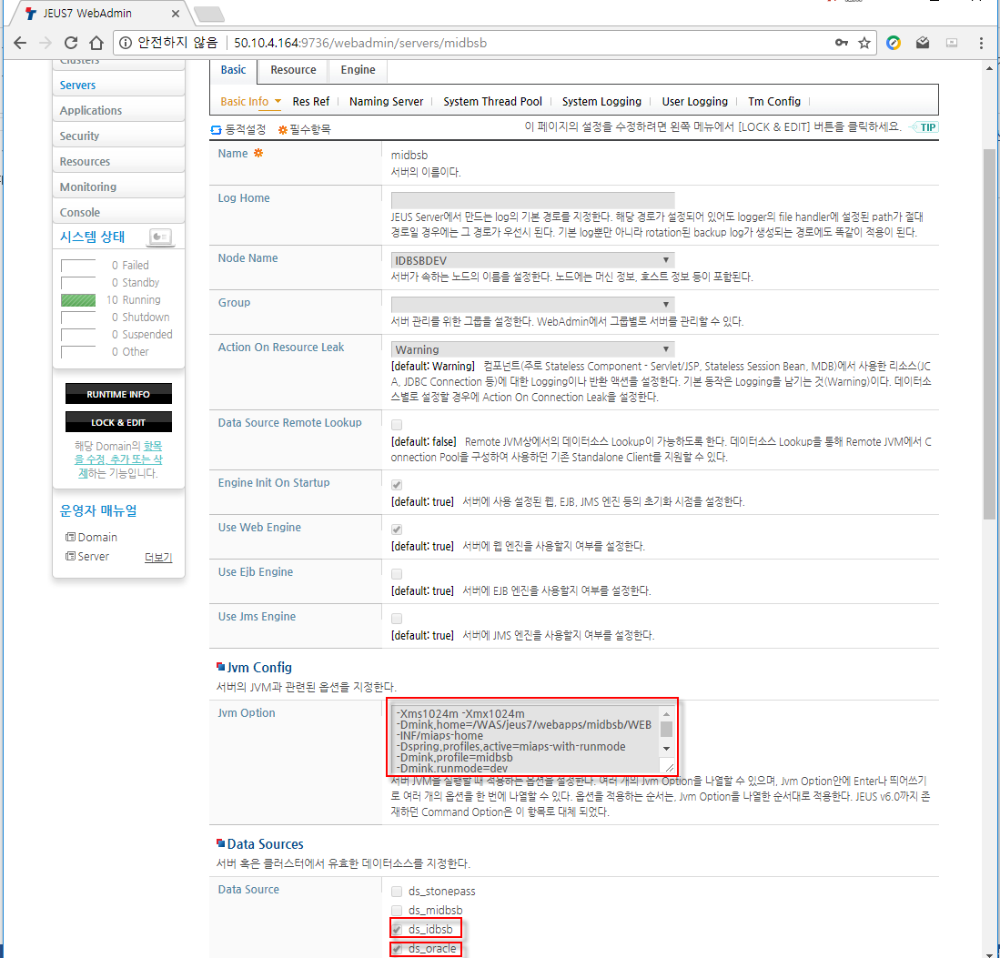 JEUS7 WebAdmin
안전하지 않음 50.10.4.164:9736/webadmin/servers/midbsb
Clusters
Servers
Applications
Security
Resources
Monitoring
Console
시스템 상태
0 Failed
0 Standby
10 Running
0 Shutdown
0 Suspended
0 Other
RUNTIME INFO
LOCK & EDIT
해당 Domain의 항목
을 수정, 추가 또는 삭
제하는 기능입니다.
운영자 매뉴얼
Domain
Server 더보기
Basic Resource Engine
Basic Info Res Ref Naming Server System Thread Pool System Logging User Logging Tm Config
동적설정 필수항목 이 페이지의 설정을 수정하려면 왼쪽 메뉴에서 [LOCK & EDIT] 버튼을 클릭하세요. TIP
Name midbsb
서버의 이름이다.
Log Home
JEUS Server에서 만드는 log의 기본 경로를 지정한다. 해당 경로가 설정되어 있어도 logger의 file handler에 설정된 path가 절대
경로일 경우에는 그 경로가 우선시 된다. 기본 log뿐만 아니라 rotation된 backup log가 생성되는 경로에도 똑같이 적용이 된다.
Node Name IDBSBDEV
서버가 속하는 노드의 이름을 설정한다. 노드에는 머신 정보, 호스트 정보 등이 포함된다.
Group
서버 관리를 위한 그룹을 설정한다. WebAdmin에서 그룹별로 서버를 관리할 수 있다.
Action On Resource Leak Warning
[default: Warning] 컴포넌트(주로 Stateless Component - Servlet/JSP, Stateless Session Bean, MDB)에서 사용한 리소스(JC
A, JDBC Connection 등)에 대한 Logging이나 반환 액션을 설정한다. 기본 동작은 Logging을 남기는 것(Warning)이다. 데이터소
스별로 설정할 경우에 Action On Connection Leak을 설정한다.
Data Source Remote Lookup
[default: false] Remote JVM상에서의 데이터소스 Lookup이 가능하도록 한다. 데이터소스 Lookup을 통해 Remote JVM에서 C
onnection Pool을 구성하여 사용하던 기존 Standalone Client를 지원할 수 있다.
Engine Init On Startup
[default: true] 서버에 사용 설정된 웹, EJB, JMS 엔진 등의 초기화 시점을 설정한다.
Use Web Engine
[default: true] 서버에 웹 엔진을 사용할지 여부를 설정한다.
Use Ejb Engine
[default: true] 서버에 EJB 엔진을 사용할지 여부를 설정한다.
Use Jms Engine
[default: true] 서버에 JMS 엔진을 사용할지 여부를 설정한다.
Jvm Config
서버의 JVM과 관련된 옵션을 지정한다.
Jvm Option
-Xms1024m -Xmx1024m
-Dmink.home=/WAS/jeus7/webapps/midbsb/WEB
-INF/miaps-home
-Dspring.profiles.active=miaps-with-runmode
-Dmink.profile=midbsb
-Dmink.runmode=dev
서버 JVM을 실행할 때 적용하는 옵션을 설정한다. 여러 개의 Jvm Option을 나열할 수 있으며, Jvm Option안에 Enter나 띄어쓰기
로 여러 개의 옵션을 한 번에 나열할 수 있다. 옵션을 적용하는 순서는, Jvm Option을 나열한 순서대로 적용한다. JEUS v6.0까지 존
재하던 Command Option은 이 항목로 대체 되었다.
Data Sources
서버 혹은 클러스터에서 유효한 데이터소스를 지정한다.
Data Source ds_stonepass
ds_midbsb
ds_idbsb
ds_oracle